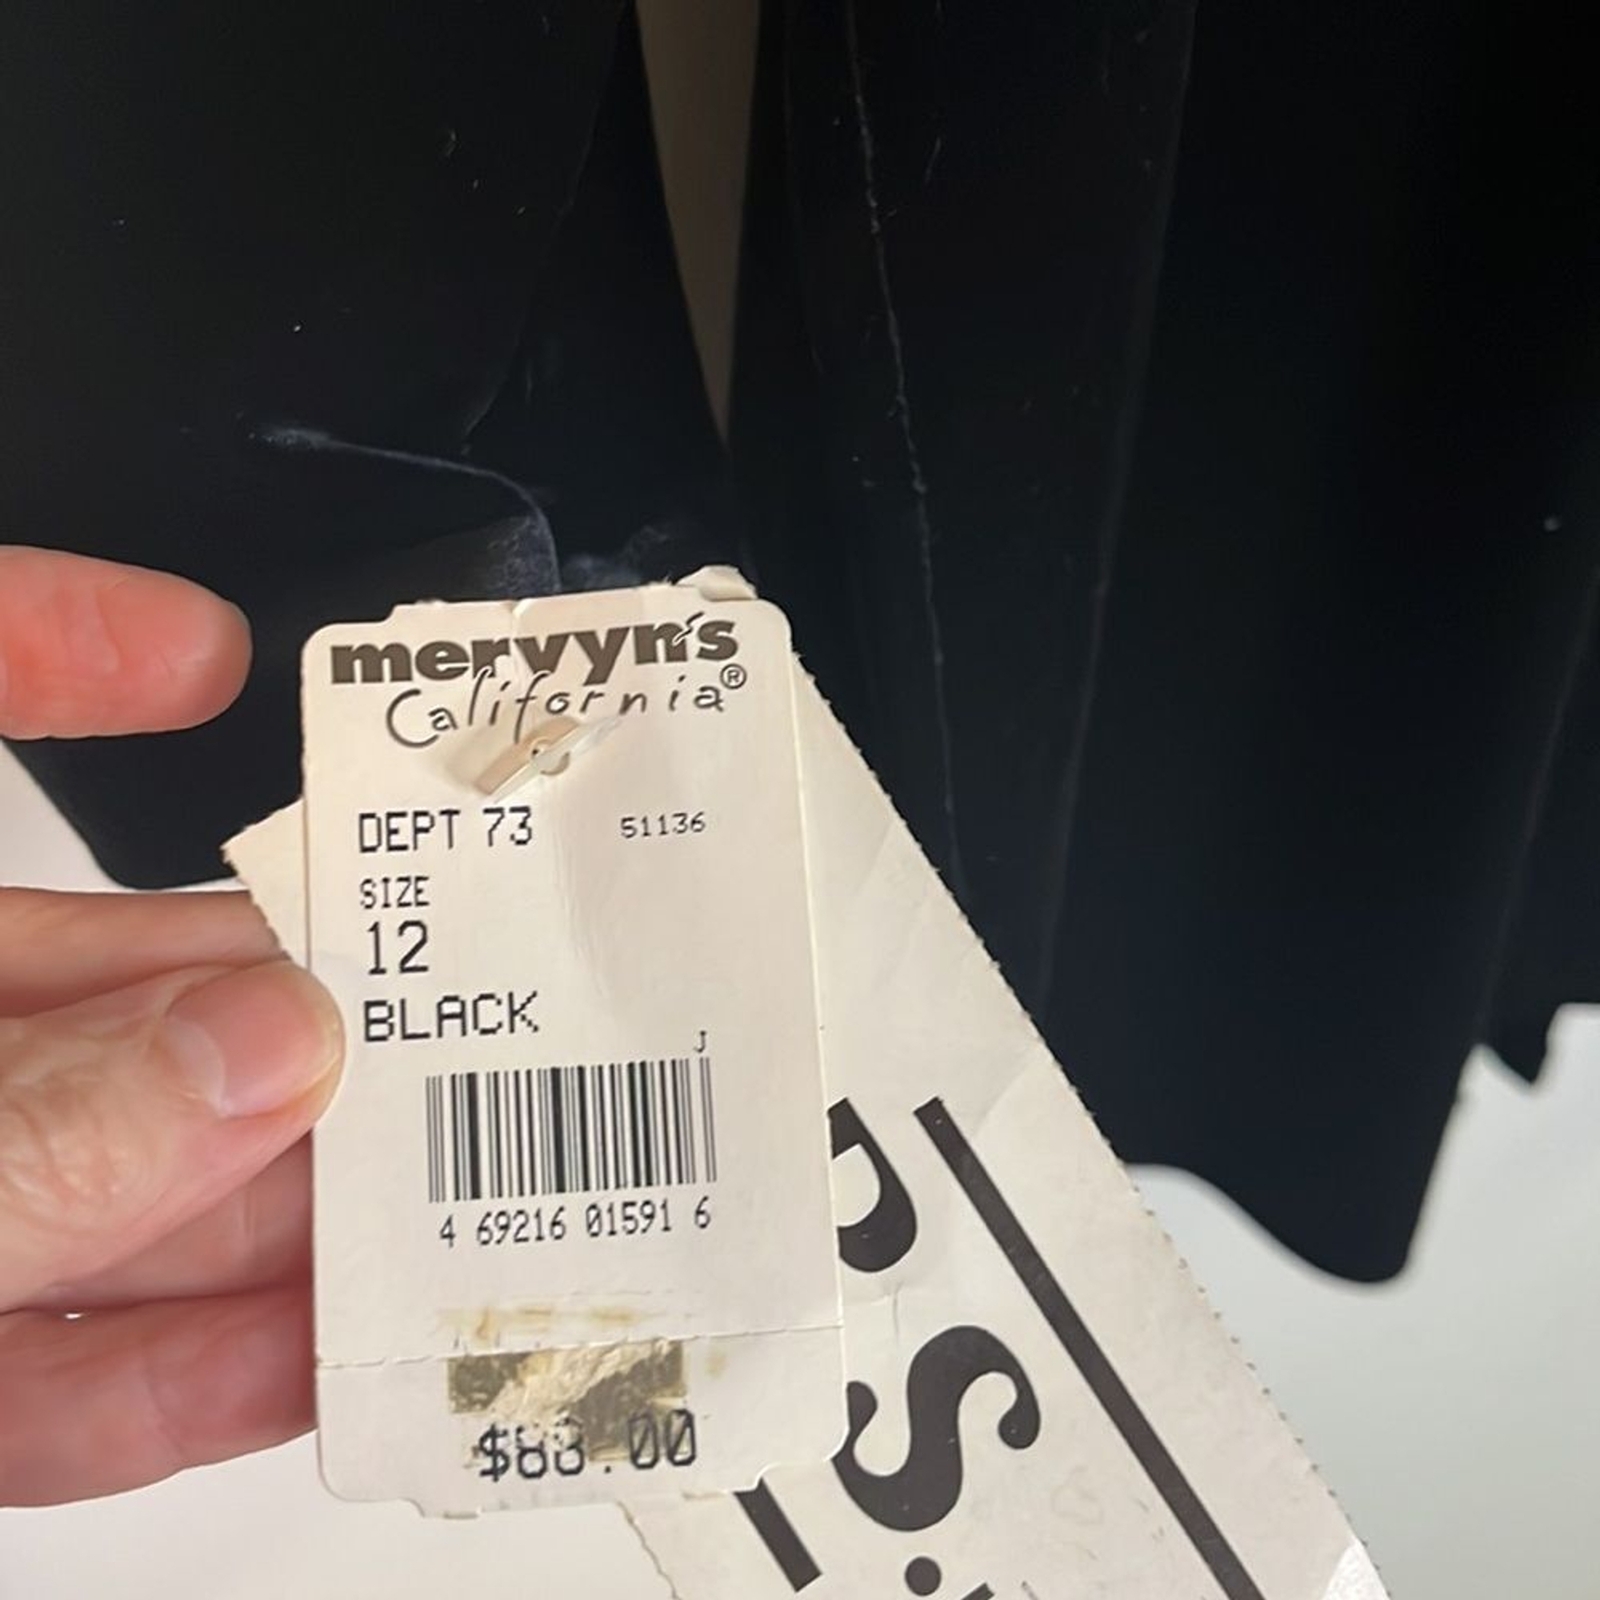 mervyn's
California®
DEPT 73 51136
SIZE
12
BLACK
J
4 69216 01591 6
$88.00